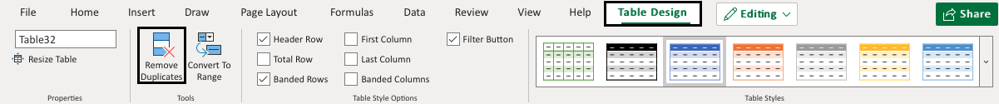 File Home Insert Draw Page Layout Formulas Data Review View Help Table Design Editing Share
Table32
Resize Table
Properties
Remove
Duplicates
Convert To
Range
Tools
Header Row First Column Filter Button
Total Row Last Column
Banded Rows Banded Columns
Table Style Options
Table Styles